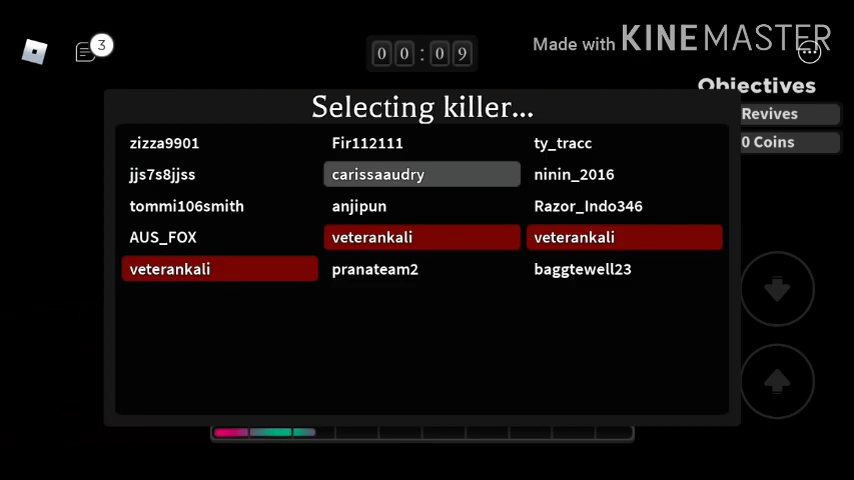 3
00:09
Made with KINEMASTER
Objectives
Revives
0 Coins
Selecting killer...
zizza9901 Fir112111 ty_tracc
jjs7s8jjss carissaaudry ninin_2016
tommi106smith anjipun Razor_Indo346
AUS_FOX veterankali veterankali
veterankali pranateam2 baggtewell23